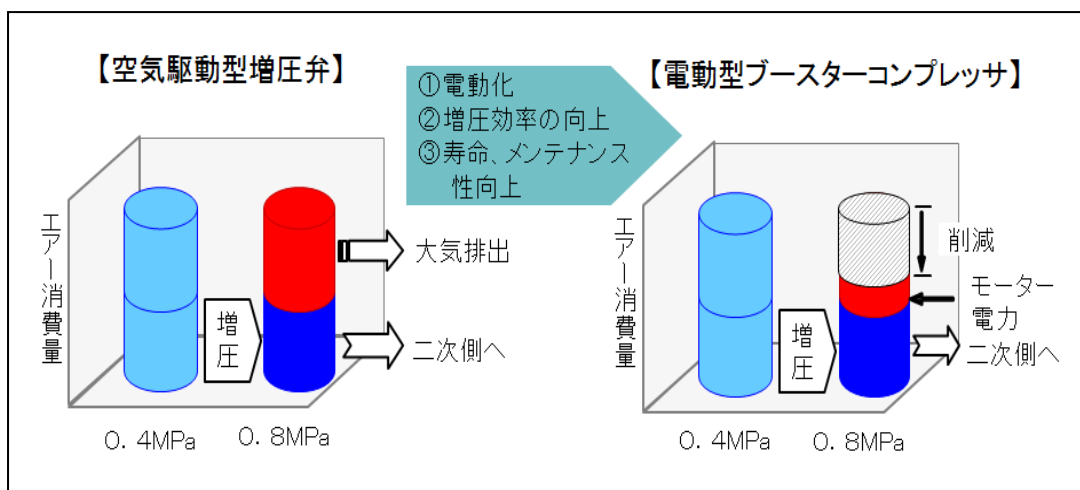 【空気駆動型増圧弁】
①電動化
②増圧効率の向上
③寿命、メンテナンス
性向上
【電動型ブースターコンプレッサ】
エアー消費量
増圧
大気排出
二次側へ
0.4MPa
0.8MPa
エアー消費量
増圧
削減
モーター
電力
二次側へ
0.4MPa
0.8MPa